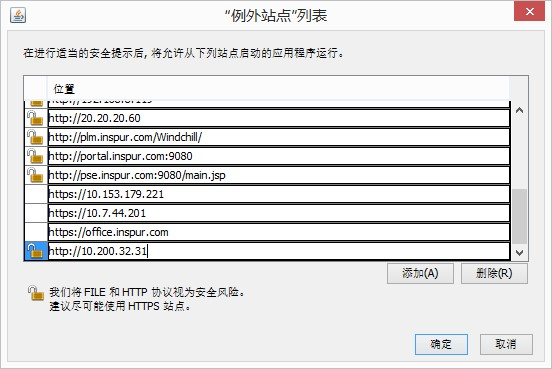 “例外站点”列表
在进行适当的安全提示后, 将允许从下列站点启动的应用程序运行。
位置
http://20.20.20.60
http://plm.inspur.com/Windchill/
http://portal.inspur.com:9080
http://pse.inspur.com:9080/main.jsp
https://10.153.179.221
https://10.7.44.201
https://office.inspur.com
http://10.200.32.31
添加(A) 删除(R)
我们将 FILE 和 HTTP 协议视为安全风险。
建议尽可能使用 HTTPS 站点。
确定 取消